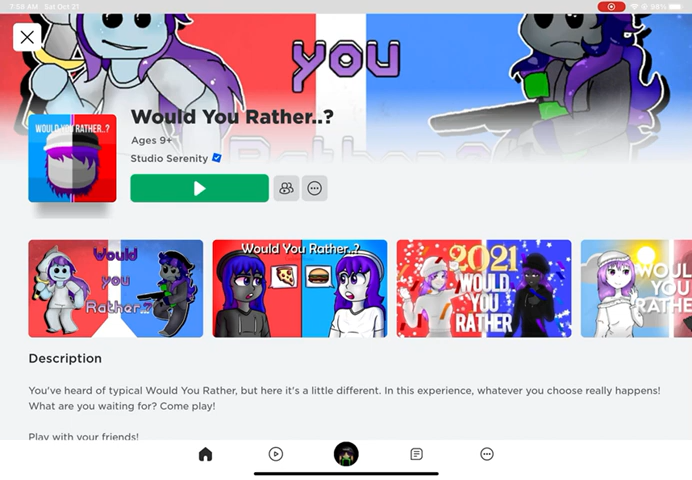 7:58 AM Sat Oct 21
98%
you
Rather..?
WOULD YOU RATHER..?
Would You Rather..?
Ages 9+
Studio Serenity
Would
you
Rather..?
Would You Rather..?
2021
WOULD
YOU
RATHER
WOUL
YOU
RATHE
Description
You've heard of typical Would You Rather, but here it's a little different. In this experience, whatever you choose really happens!
What are you waiting for? Come play!
Play with your friends!